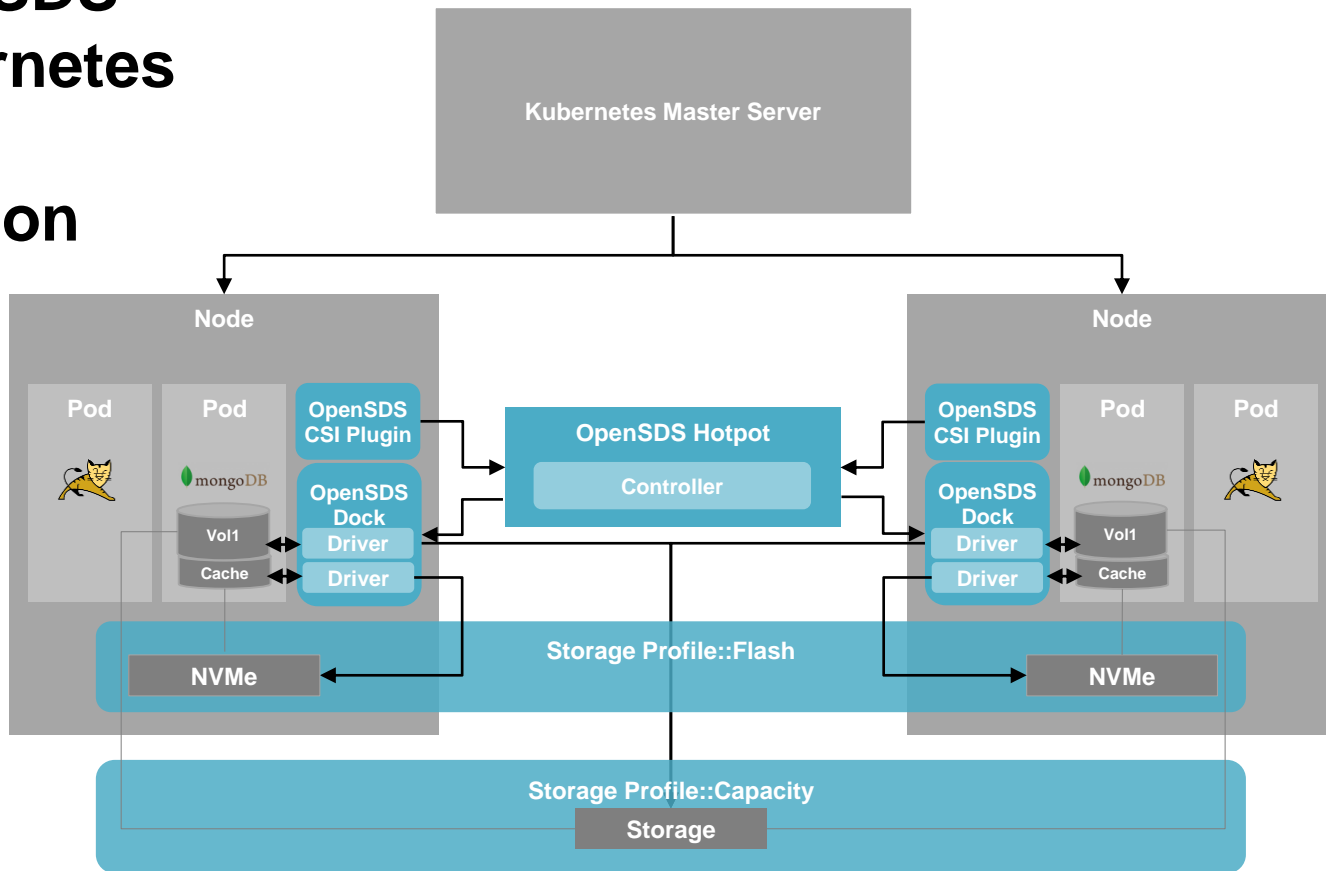 SDS
rnetes
on
Kubernetes Master Server
Node
Node
Pod
Pod
OpenSDS
CSI Plugin
OpenSDS Hotpot
Controller
OpenSDS
CSI Plugin
Pod
Pod
mongoDB
mongoDB
OpenSDS
Dock
Driver
Driver
OpenSDS
Dock
Driver
Driver
Vol1
Cache
Vol1
Cache
Storage Profile::Flash
NVMe
NVMe
Storage Profile::Capacity
Storage